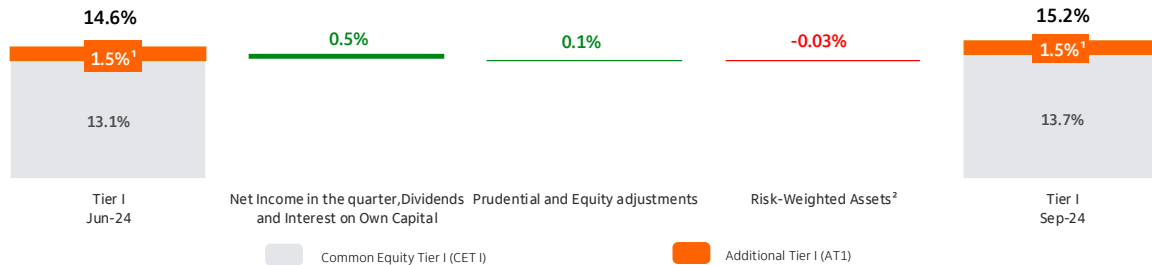 14.6%
0.5%
0.1%
-0.03%
15.2%
1.5%¹
1.5%¹
13.1%
13.7%
Tier I
Jun-24
Net Income in the quarter,Dividends
and Interest on Own Capital
Prudential and Equity adjustments
Risk-Weighted Assets²
Tier I
Sep-24
Common Equity Tier I (CET I)
Additional Tier I (AT1)